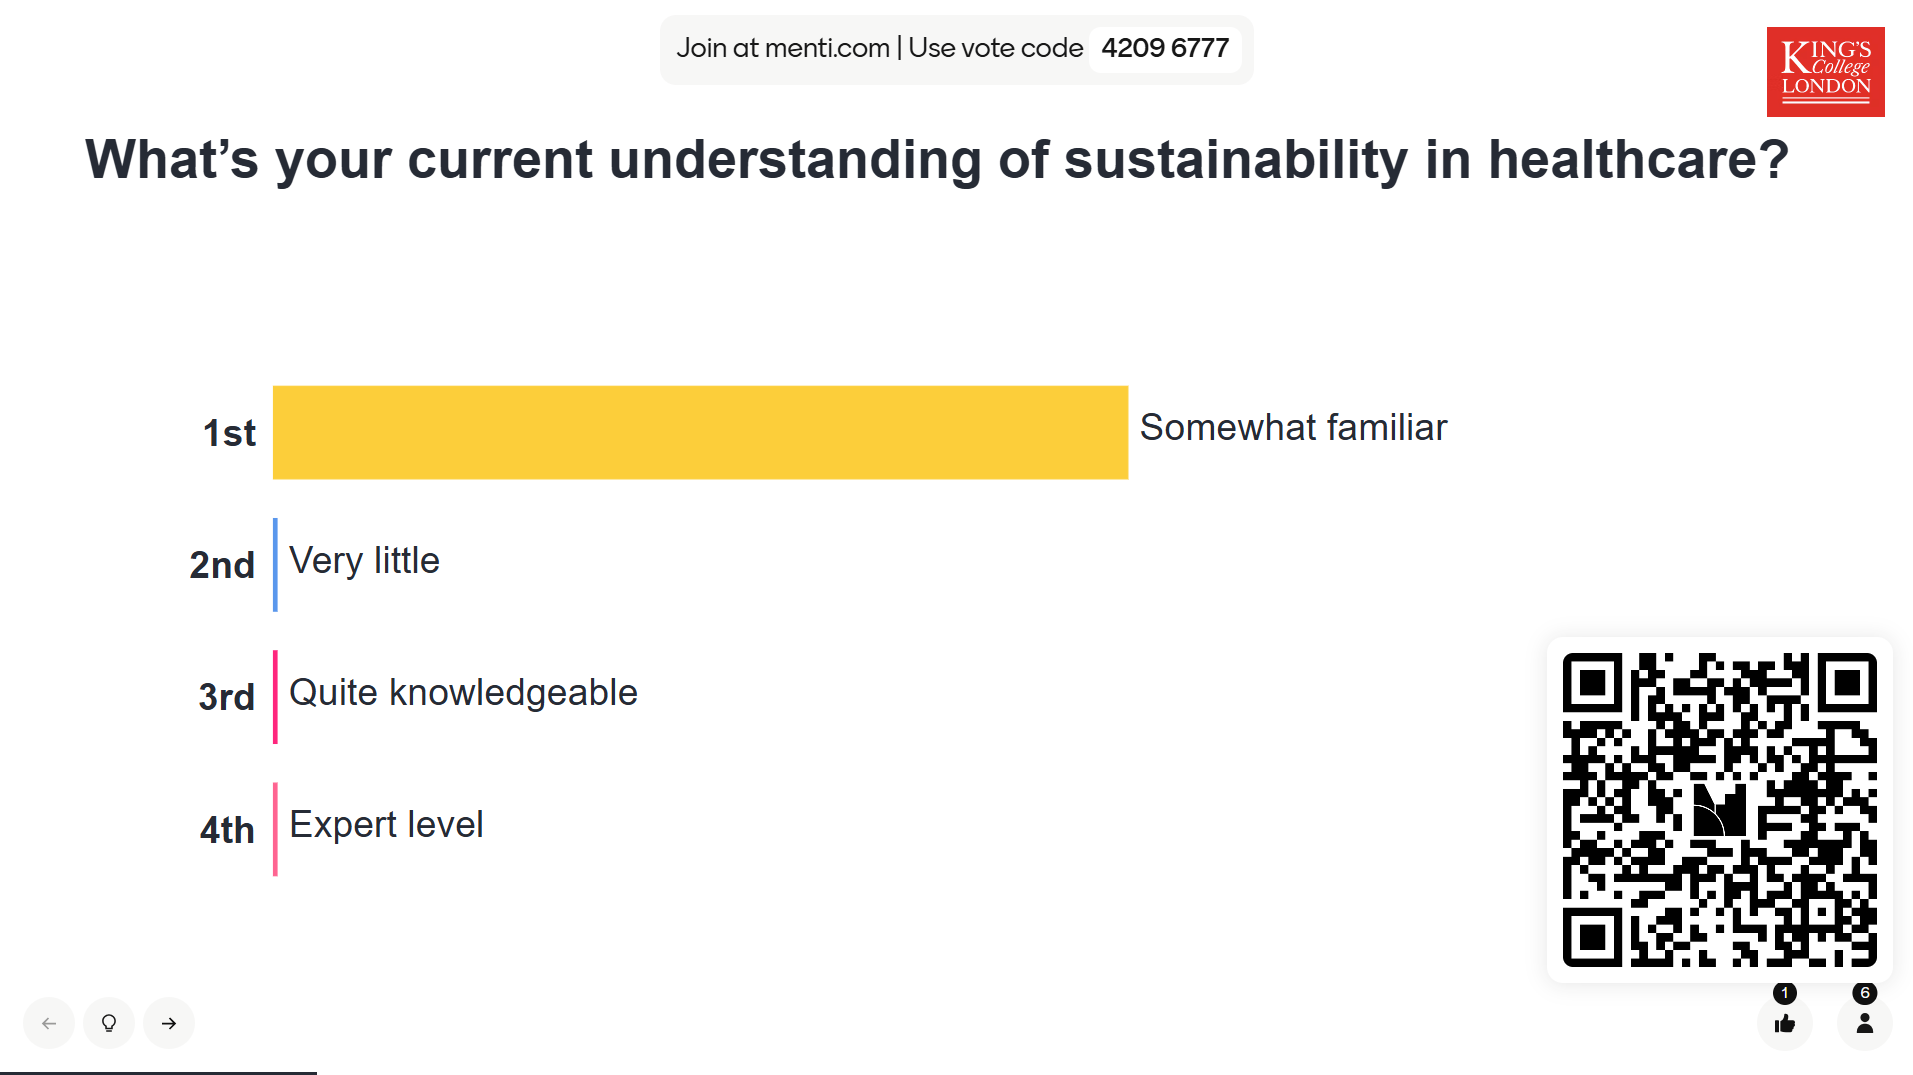 Join at menti.com | Use vote code 4209 6777
KING'S
College
LONDON
What’s your current understanding of sustainability in healthcare?
1st Somewhat familiar
2nd Very little
3rd Quite knowledgeable
4th Expert level
1 6